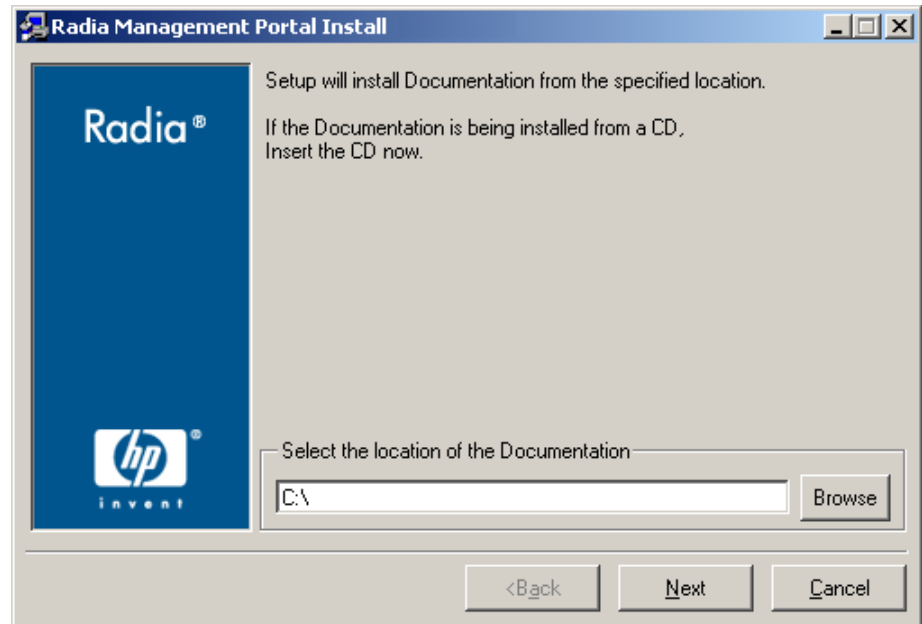 Radia Management Portal Install
Radia®
Setup will install Documentation from the specified location.
If the Documentation is being installed from a CD,
Insert the CD now.
hp®
invent
Select the location of the Documentation
C:\
Browse
<Back
Next
Cancel